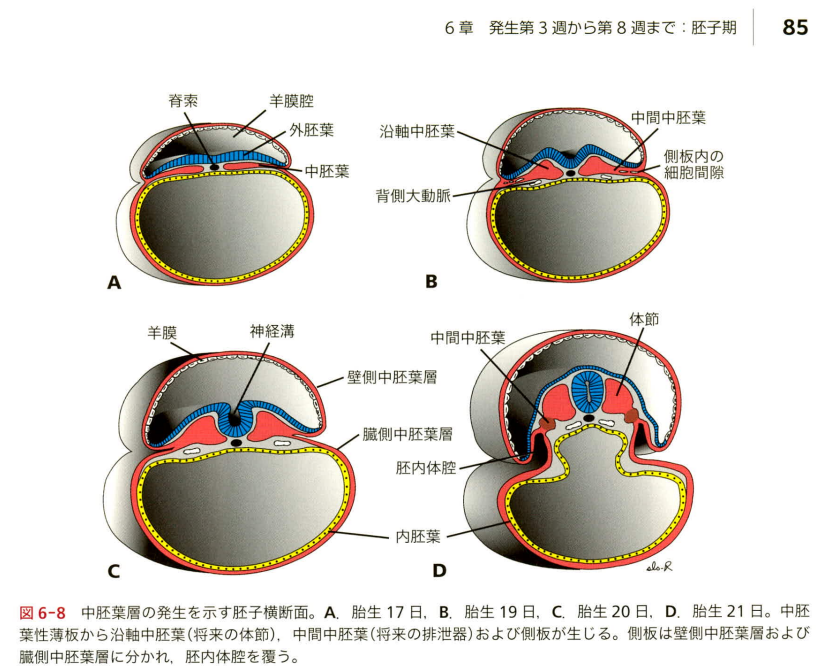 6章　発生第3週から第8週まで：胚子期　85
脊索
羊膜腔
外胚葉
中胚葉
A
沿軸中胚葉
中間中胚葉
側板内の
細胞間隙
背側大動脈
B
羊膜
神経溝
壁側中胚葉層
臓側中胚葉層
内胚葉
C
体節
中間中胚葉
胚内体腔
D
図6-8　中胚葉層の発生を示す胚子横断面。A．胎生17日，B．胎生19日，C．胎生20日，D．胎生21日。中胚
葉性薄板から沿軸中胚葉（将来の体節），中間中胚葉（将来の排泄器）および側板が生じる。側板は壁側中胚葉層および
臓側中胚葉層に分かれ，胚内体腔を覆う。